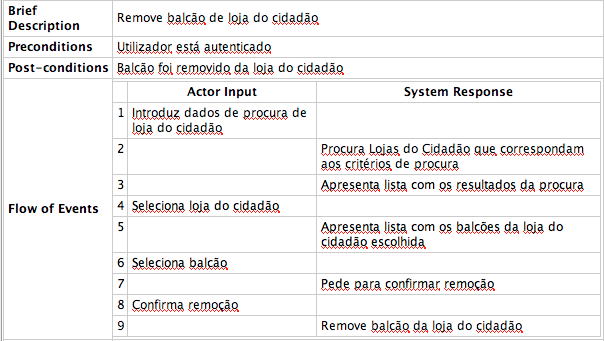 Brief
Description
Remove balcão de loja do cidadão
Preconditions
Utilizador está autenticado
Post-conditions
Balcão foi removido da loja do cidadão
Flow of Events
Actor Input
System Response
1
Introduz dados de procura de
loja do cidadão
2
Procura Lojas do Cidadão que correspondam
aos critérios de procura
3
Apresenta lista com os resultados da procura
4
Seleciona loja do cidadão
5
Apresenta lista com os balcões da loja do
cidadão escolhida
6
Seleciona balcão
7
Pede para confirmar remoção
8
Confirma remoção
9
Remove balcão da loja do cidadão